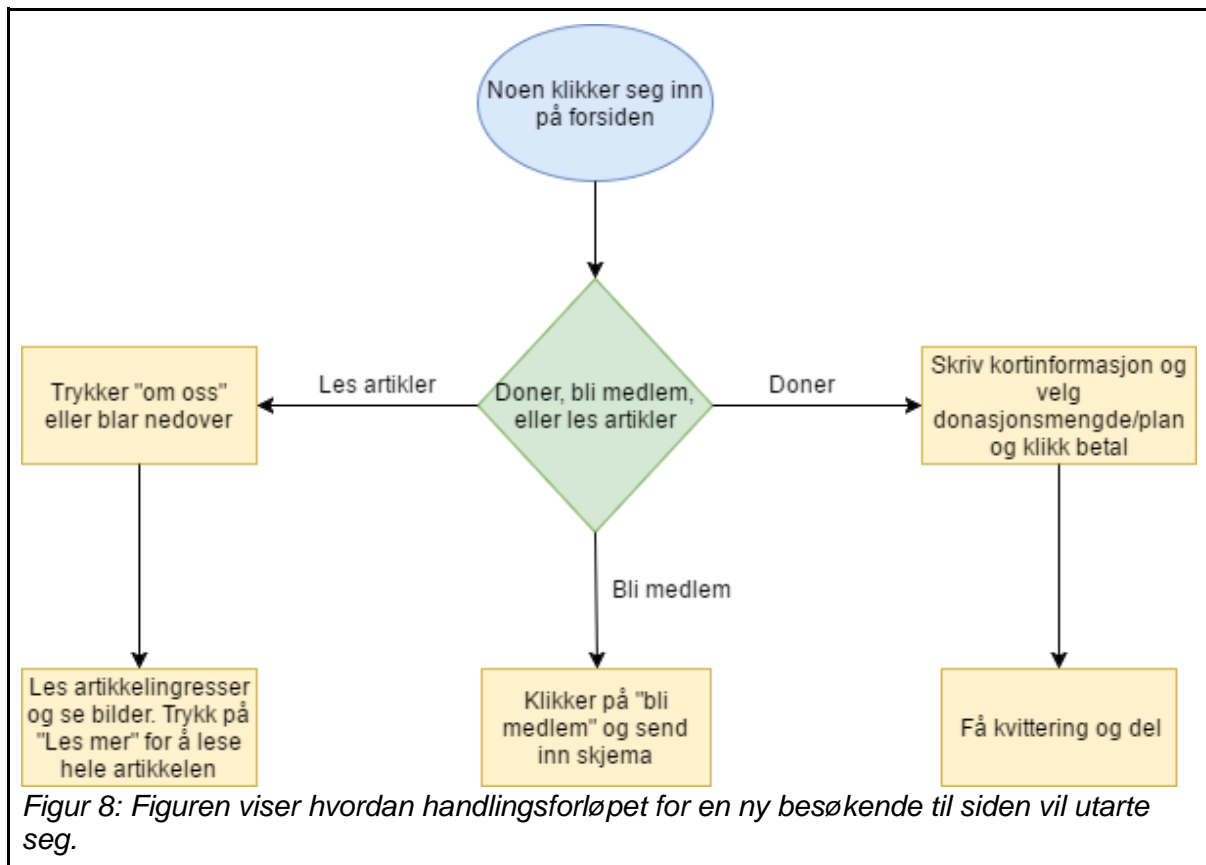 Noen klikker seg inn
på forsiden
Les artikler
Doner, bli medlem,
eller les artikler
Doner
Trykker "om oss"
eller blar nedover
Skriv kortinformasjon og
velg
donasjonsmengde/plan
og klikk betal
Bli medlem
Les artikkelingresser
og se bilder. Trykk på
"Les mer" for å lese
hele artikkelen
Klikker på "bli
medlem" og send
inn skjema
Få kvittering og del
Figur 8: Figuren viser hvordan handlingsforløpet for en ny besøkende til siden vil utarte
seg.